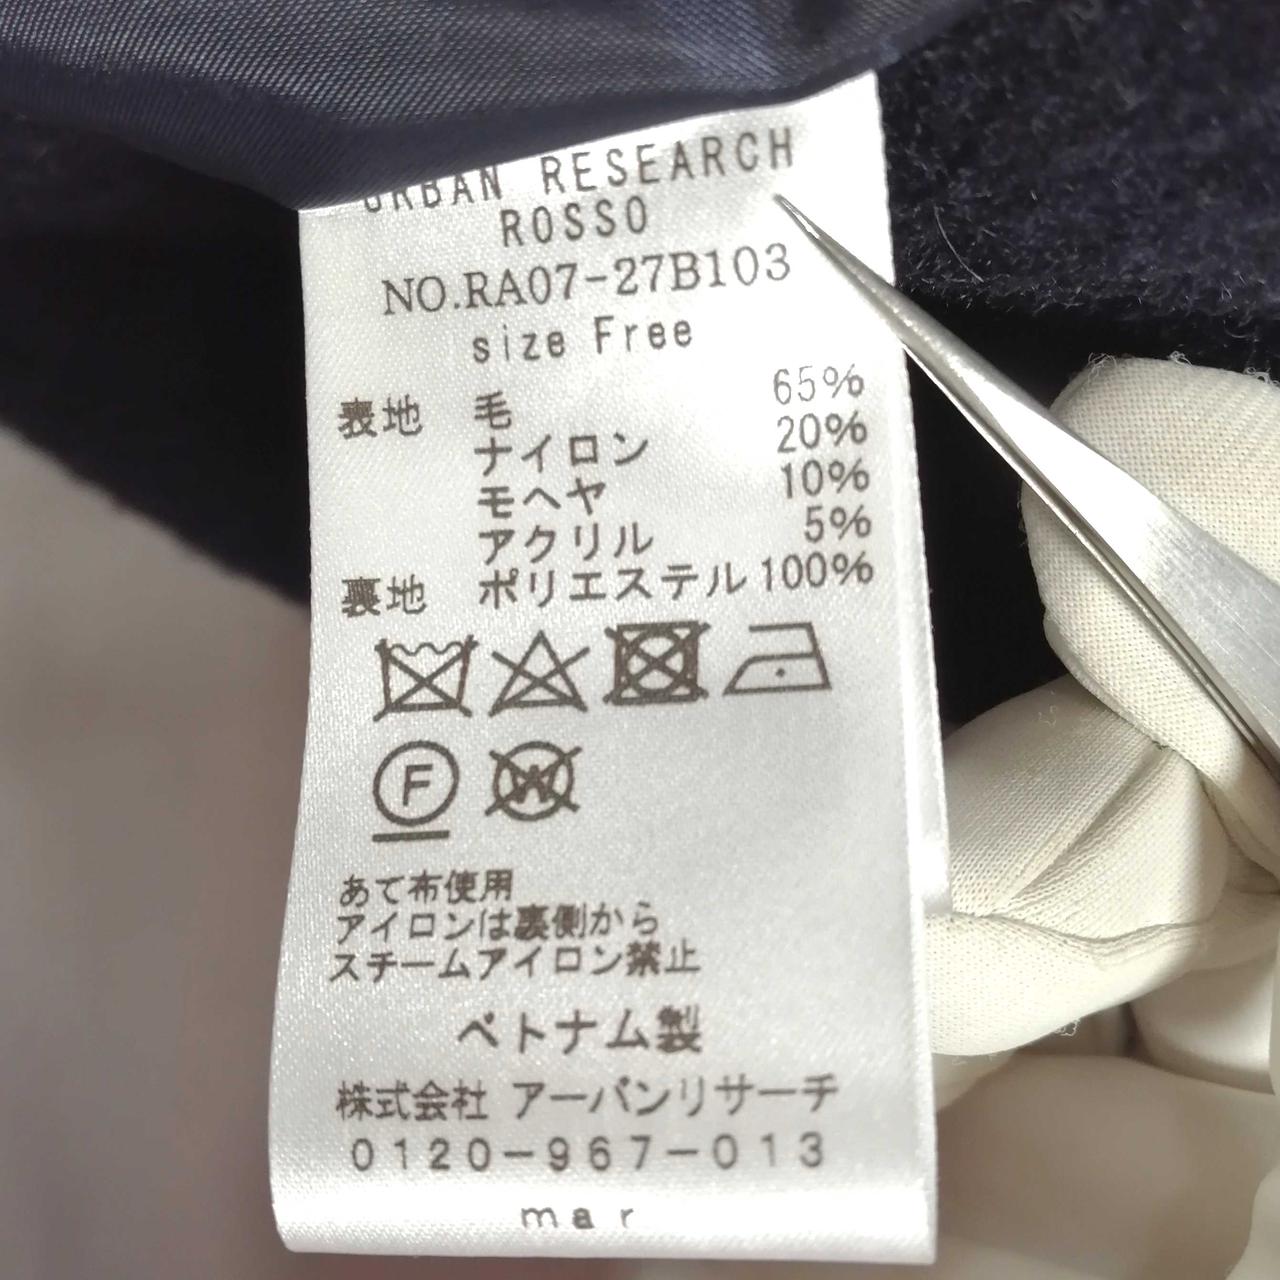 URBAN RESEARCH
ROSSO
NO.RA07-27B103
size Free
表地 毛 65%
ナイロン 20%
モヘヤ 10%
アクリル 5%
裏地 ポリエステル 100%
F W
あて布使用
アイロンは裏側から
スチームアイロン禁止
ベトナム製
株式会社 アーバンリサーチ
0120-967-013
mar